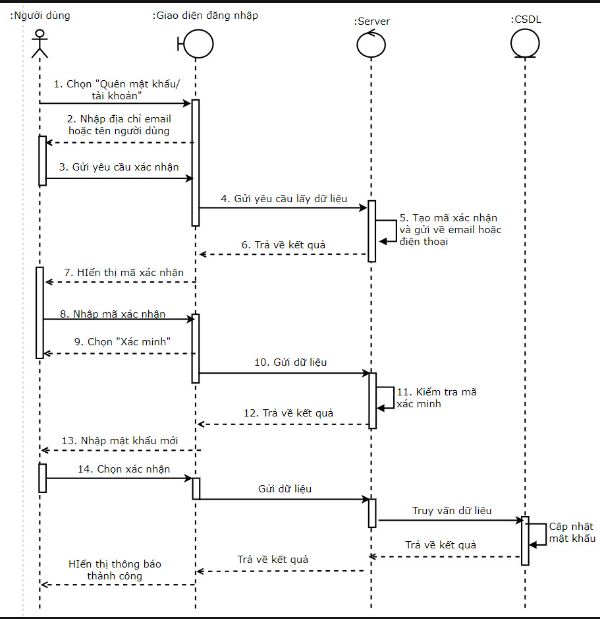 :Người dùng
:Giao diện đăng nhập
:Server
:CSDL
1. Chọn "Quên mật khẩu/
tài khoản"
2. Nhập địa chỉ email
hoặc tên người dùng
3. Gửi yêu cầu xác nhận
4. Gửi yêu cầu lấy dữ liệu
5. Tạo mã xác nhận
và gửi về email hoặc
điện thoại
6. Trả về kết quả
7. HIển thị mã xác nhận
8. Nhập mã xác nhận
9. Chọn "Xác minh"
10. Gửi dữ liệu
11. Kiểm tra mã
xác minh
12. Trả về kết quả
13. Nhập mật khẩu mới
14. Chọn xác nhận
Gửi dữ liệu
Truy vấn dữ liệu
Cập nhật
mật khẩu
Trả về kết quả
Trả về kết quả
HIển thị thông báo
thành công